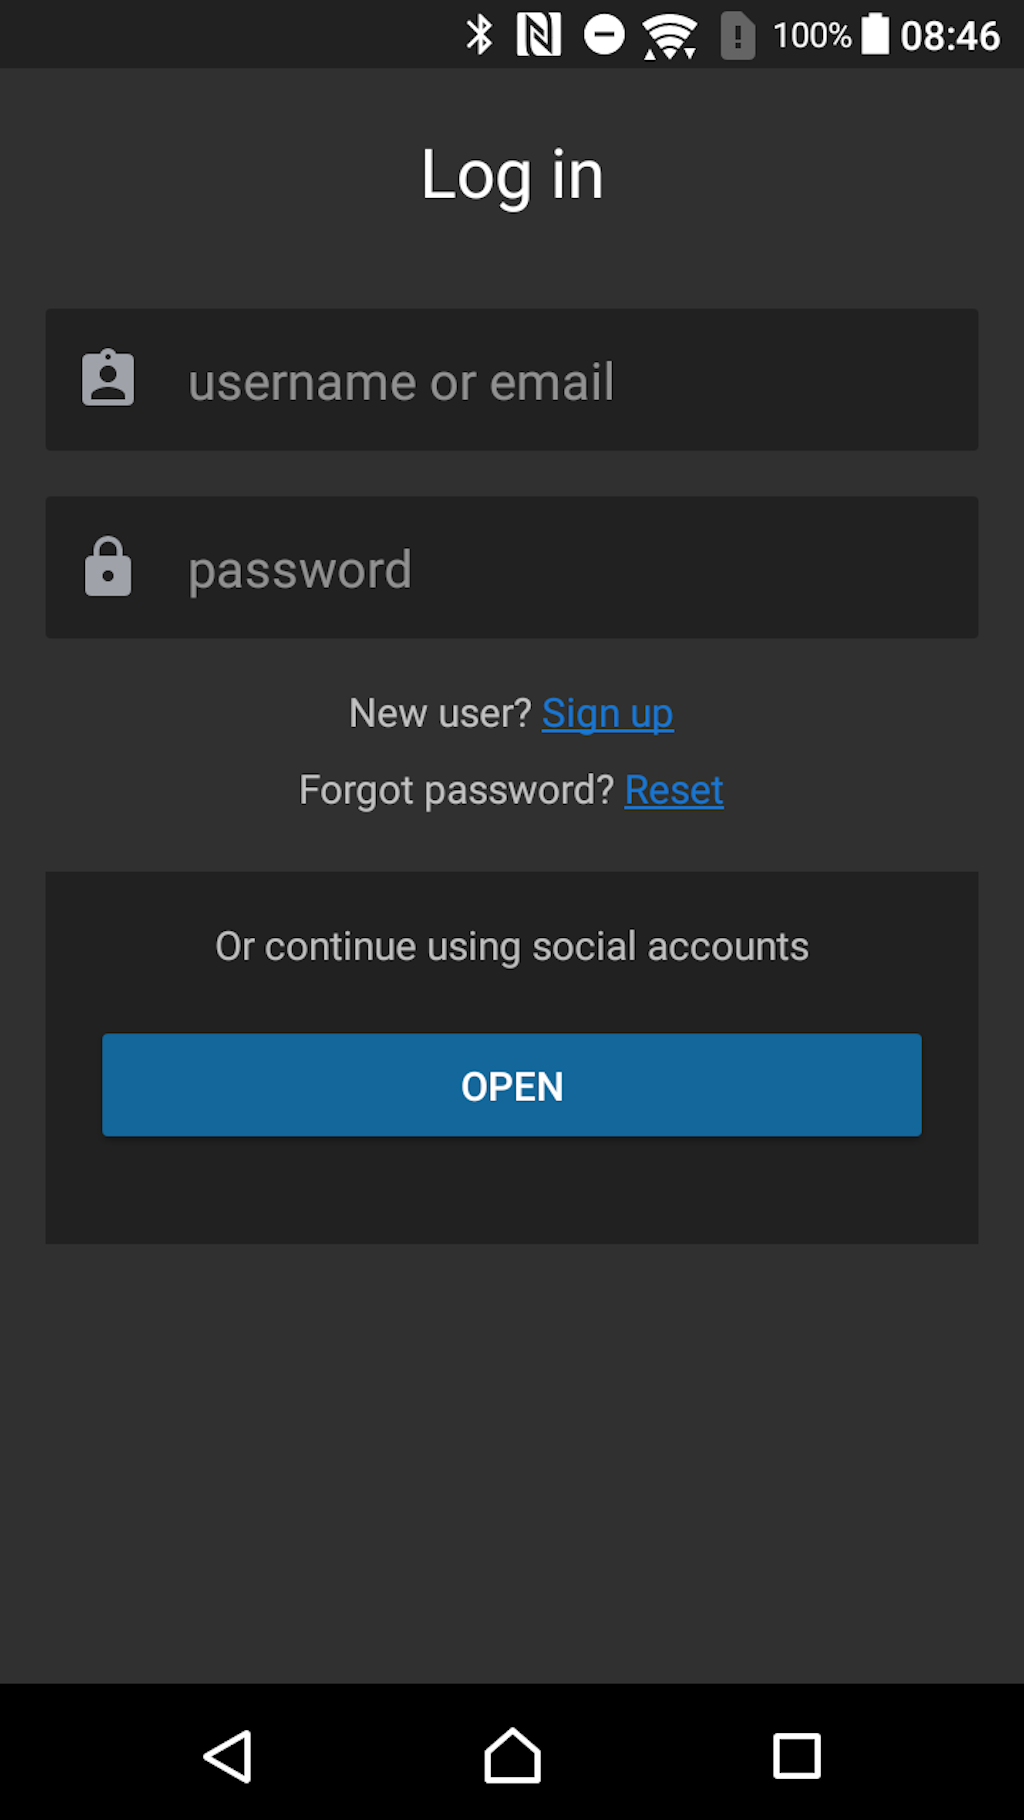 100% 08:46
Log in
username or email
password
New user? Sign up
Forgot password? Reset
Or continue using social accounts
OPEN